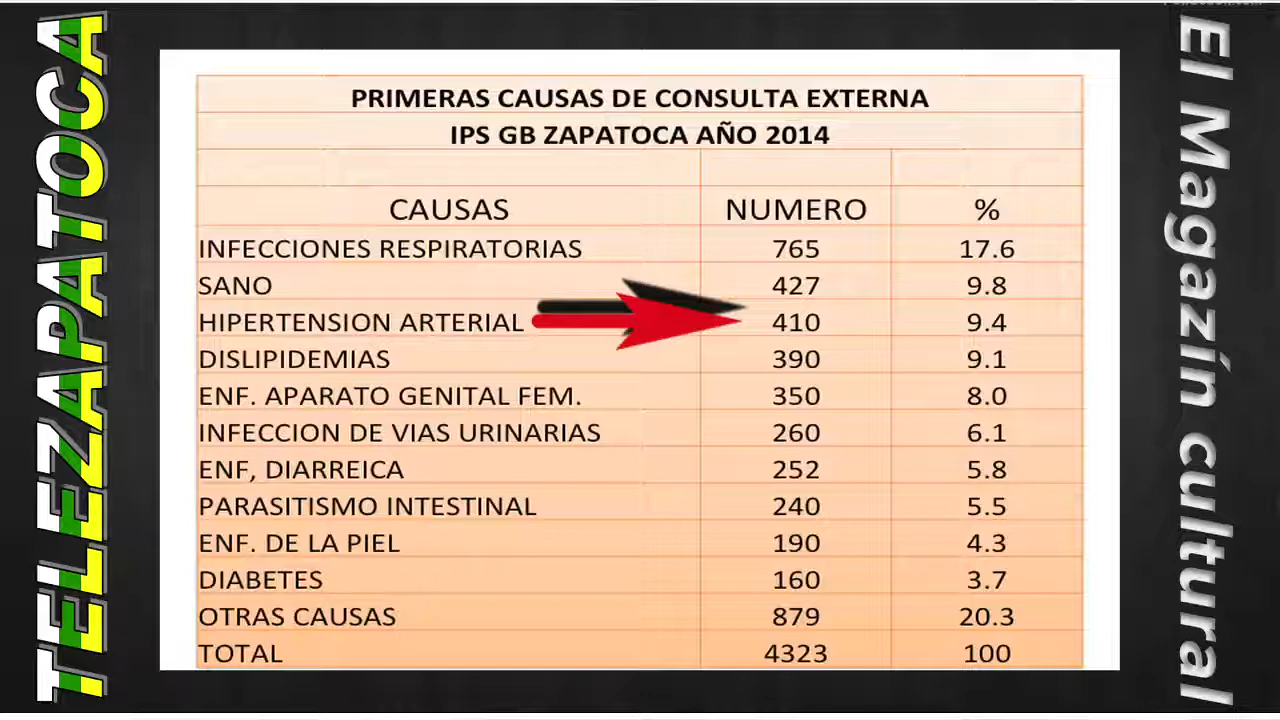 TELEZAPATOCA
PRIMERAS CAUSAS DE CONSULTA EXTERNA
IPS GB ZAPATOCA AÑO 2014
CAUSAS NUMERO %
INFECCIONES RESPIRATORIAS 765 17.6
SANO 427 9.8
HIPERTENSION ARTERIAL 410 9.4
DISLIPIDEMIAS 390 9.1
ENF. APARATO GENITAL FEM. 350 8.0
INFECCION DE VIAS URINARIAS 260 6.1
ENF, DIARREICA 252 5.8
PARASITISMO INTESTINAL 240 5.5
ENF. DE LA PIEL 190 4.3
DIABETES 160 3.7
OTRAS CAUSAS 879 20.3
TOTAL 4323 100
El Magazín cultural